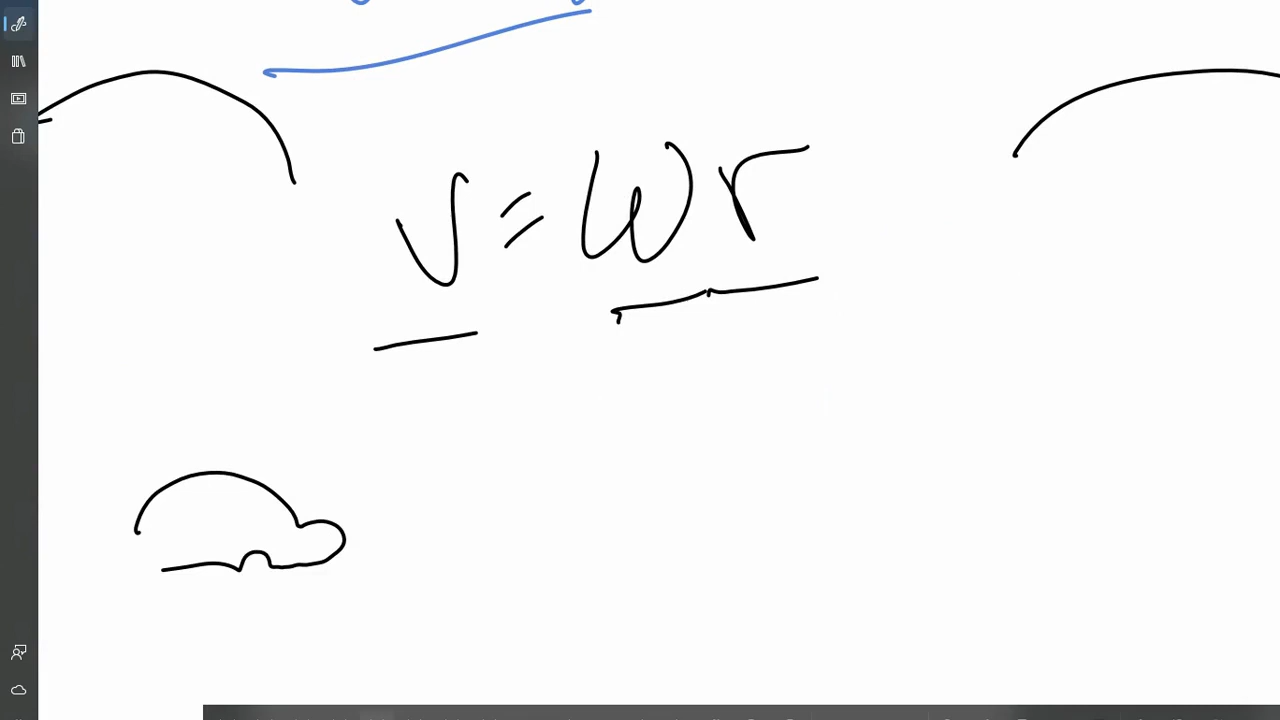 v = ωr